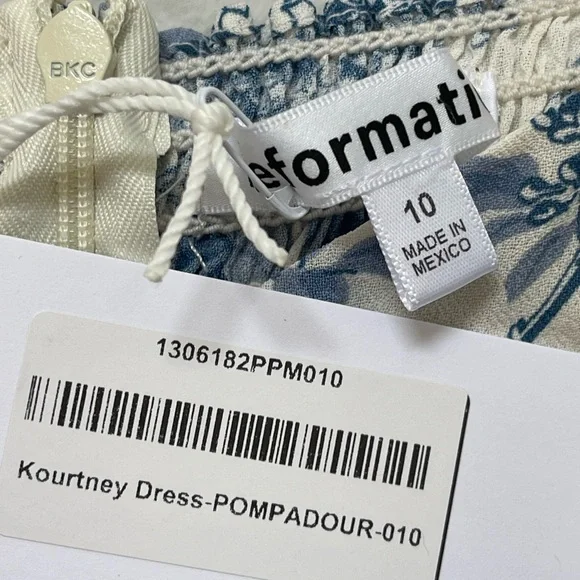 BKC
eformati
10
MADE IN
MEXICO
1306182PPM010
Kourtney Dress-POMPADOUR-010